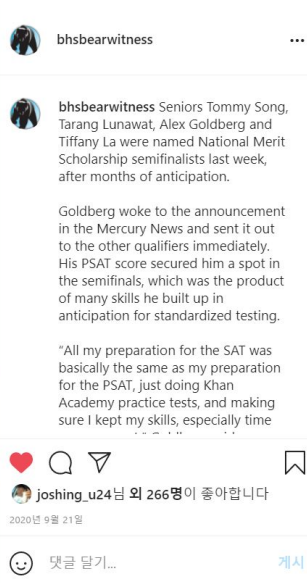 bhsbearwitness
bhsbearwitness Seniors Tommy Song,
Tarang Lunawat, Alex Goldberg and
Tiffany La were named National Merit
Scholarship semifinalists last week,
after months of anticipation.
Goldberg woke to the announcement
in the Mercury News and sent it out
to the other qualifiers immediately.
His PSAT score secured him a spot in
the semifinals, which was the product
of many skills he built up in
anticipation for standardized testing.
“All my preparation for the SAT was
basically the same as my preparation
for the PSAT, just doing Khan
Academy practice tests, and making
sure I kept my skills, especially time
joshing_u24님 외 266명이 좋아합니다
2020년 9월 21일
댓글 달기...
게시